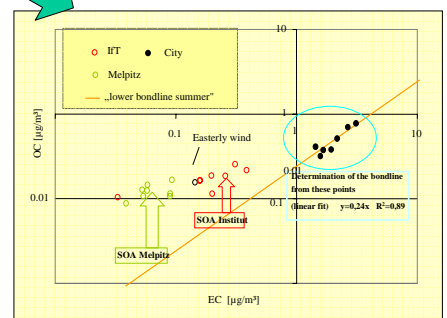 10
IfT City
Melpitz
„lower bondline summer"
OC [µg/m³]
1
0.1
1
10
Easterly wind
0.1
0.01
0.01
Determination of the bondline
from these points
(linear fit) y=0,24x R²=0,89
SOA Institut
SOA Melpitz
EC [µg/m³]